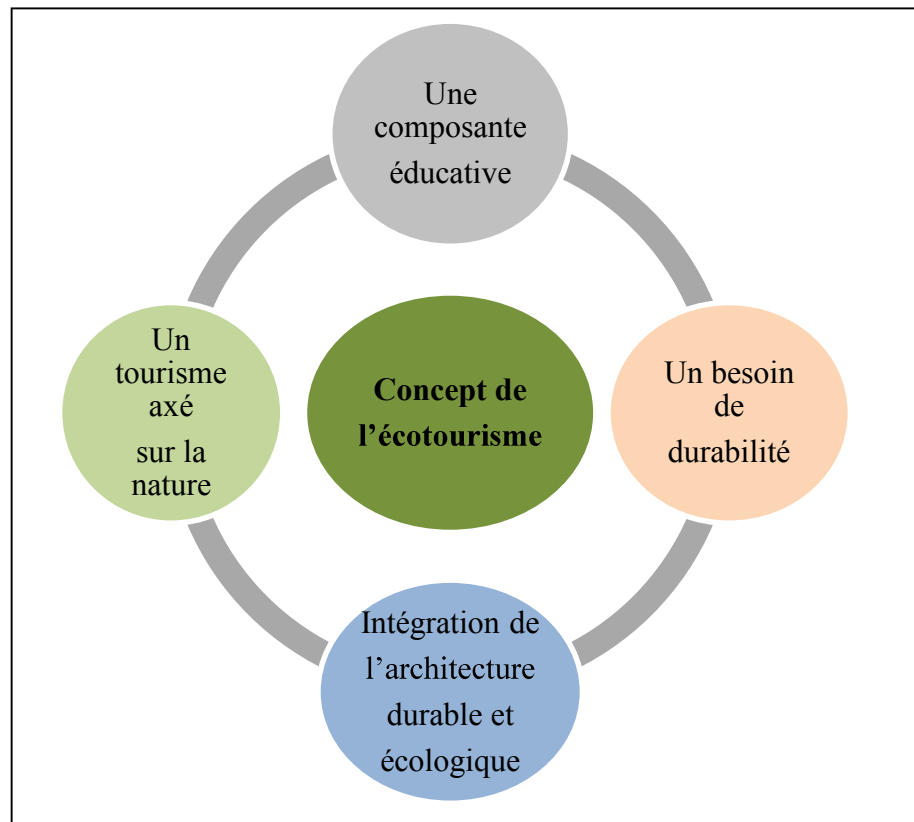 Une
composante
éducative
Un
tourisme
axé
sur la
nature
Concept de
l’écotourisme
Un besoin
de
durabilité
Intégration de
l’architecture
durable et
écologique